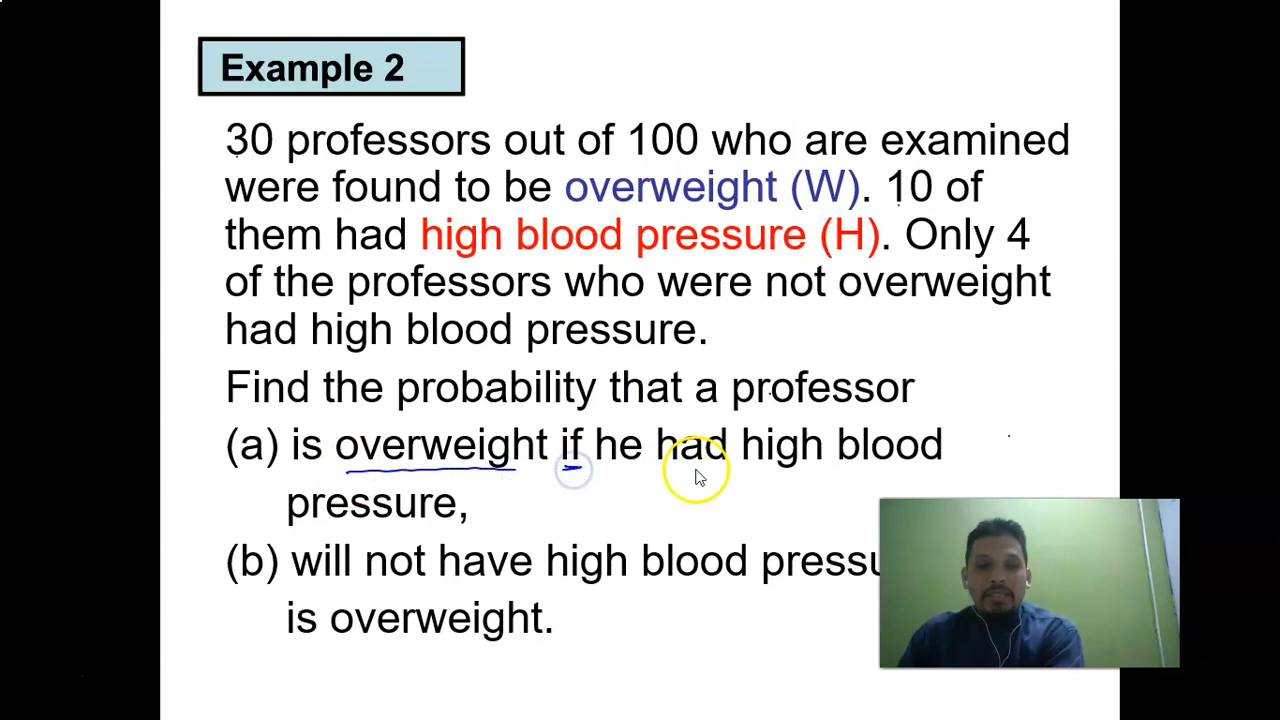 Example 2
30 professors out of 100 who are examined
were found to be overweight (W). 10 of
them had high blood pressure (H). Only 4
of the professors who were not overweight
had high blood pressure.
Find the probability that a professor
(a) is overweight if he had high blood
pressure,
(b) will not have high blood
is overweight.